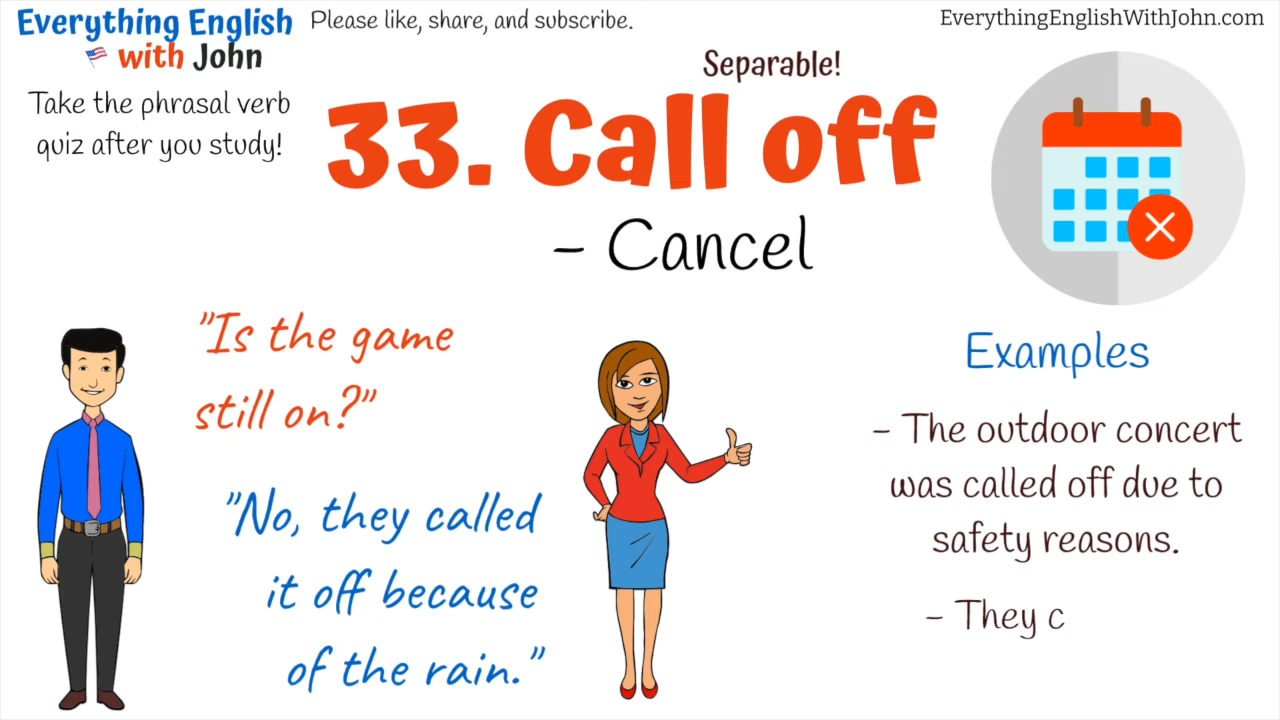 Everything English
with John
Please like, share, and subscribe.
EverythingEnglishWithJohn.com
Take the phrasal verb
quiz after you study!
Separable!
33. Call off
- Cancel
"Is the game
still on?"
"No, they called
it off because
of the rain."
Examples
- The outdoor concert
was called off due to
safety reasons.
- They c